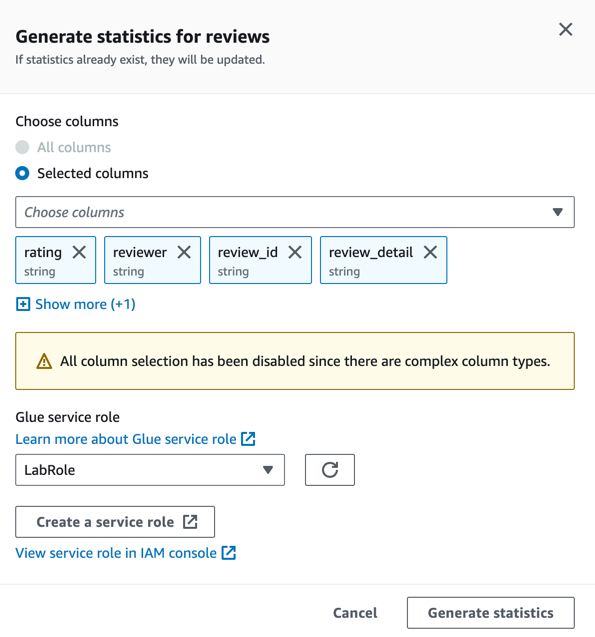 Generate statistics for reviews
If statistics already exist, they will be updated.
Choose columns
All columns
Selected columns
Choose columns
rating reviewer review_id review_detail
string string string string
Show more (+1)
All column selection has been disabled since there are complex column types.
Glue service role
Learn more about Glue service role
LabRole
Create a service role
View service role in IAM console
Cancel Generate statistics